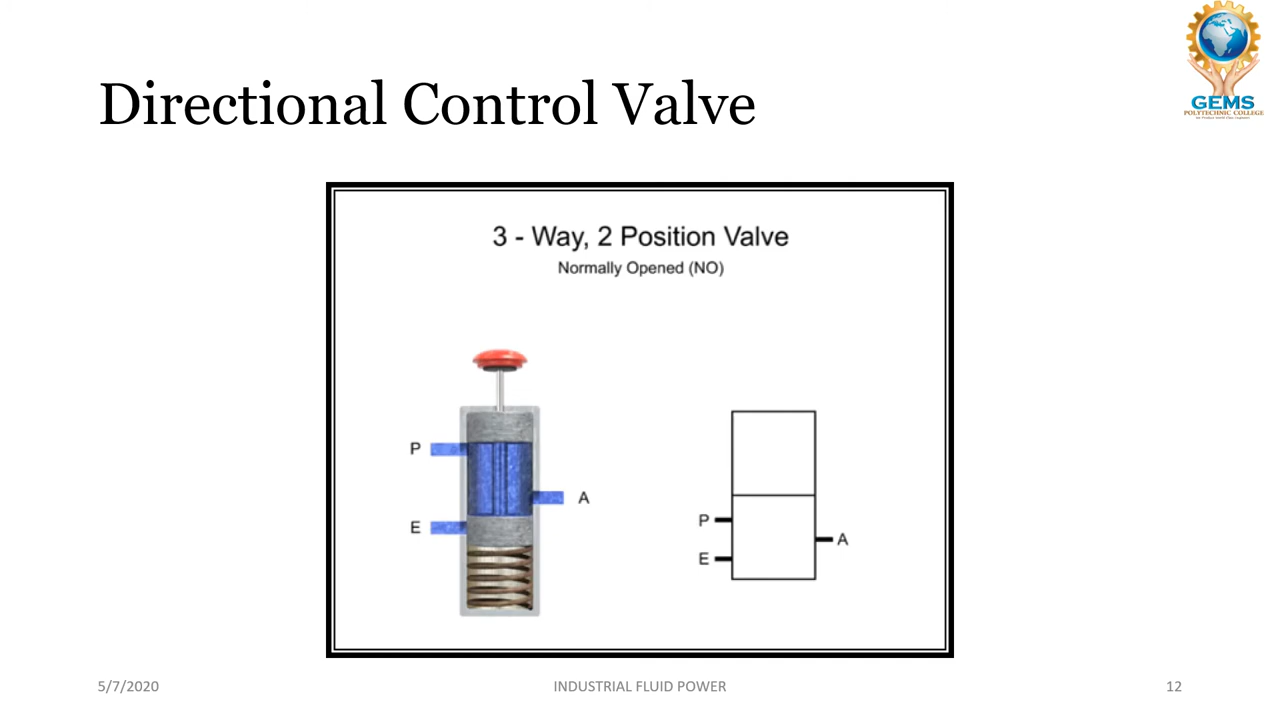 GEMS
POLYTECHNIC COLLEGE
Directional Control Valve
3 - Way, 2 Position Valve
Normally Opened (NO)
P
A
E
P
A
E
5/7/2020
INDUSTRIAL FLUID POWER
12